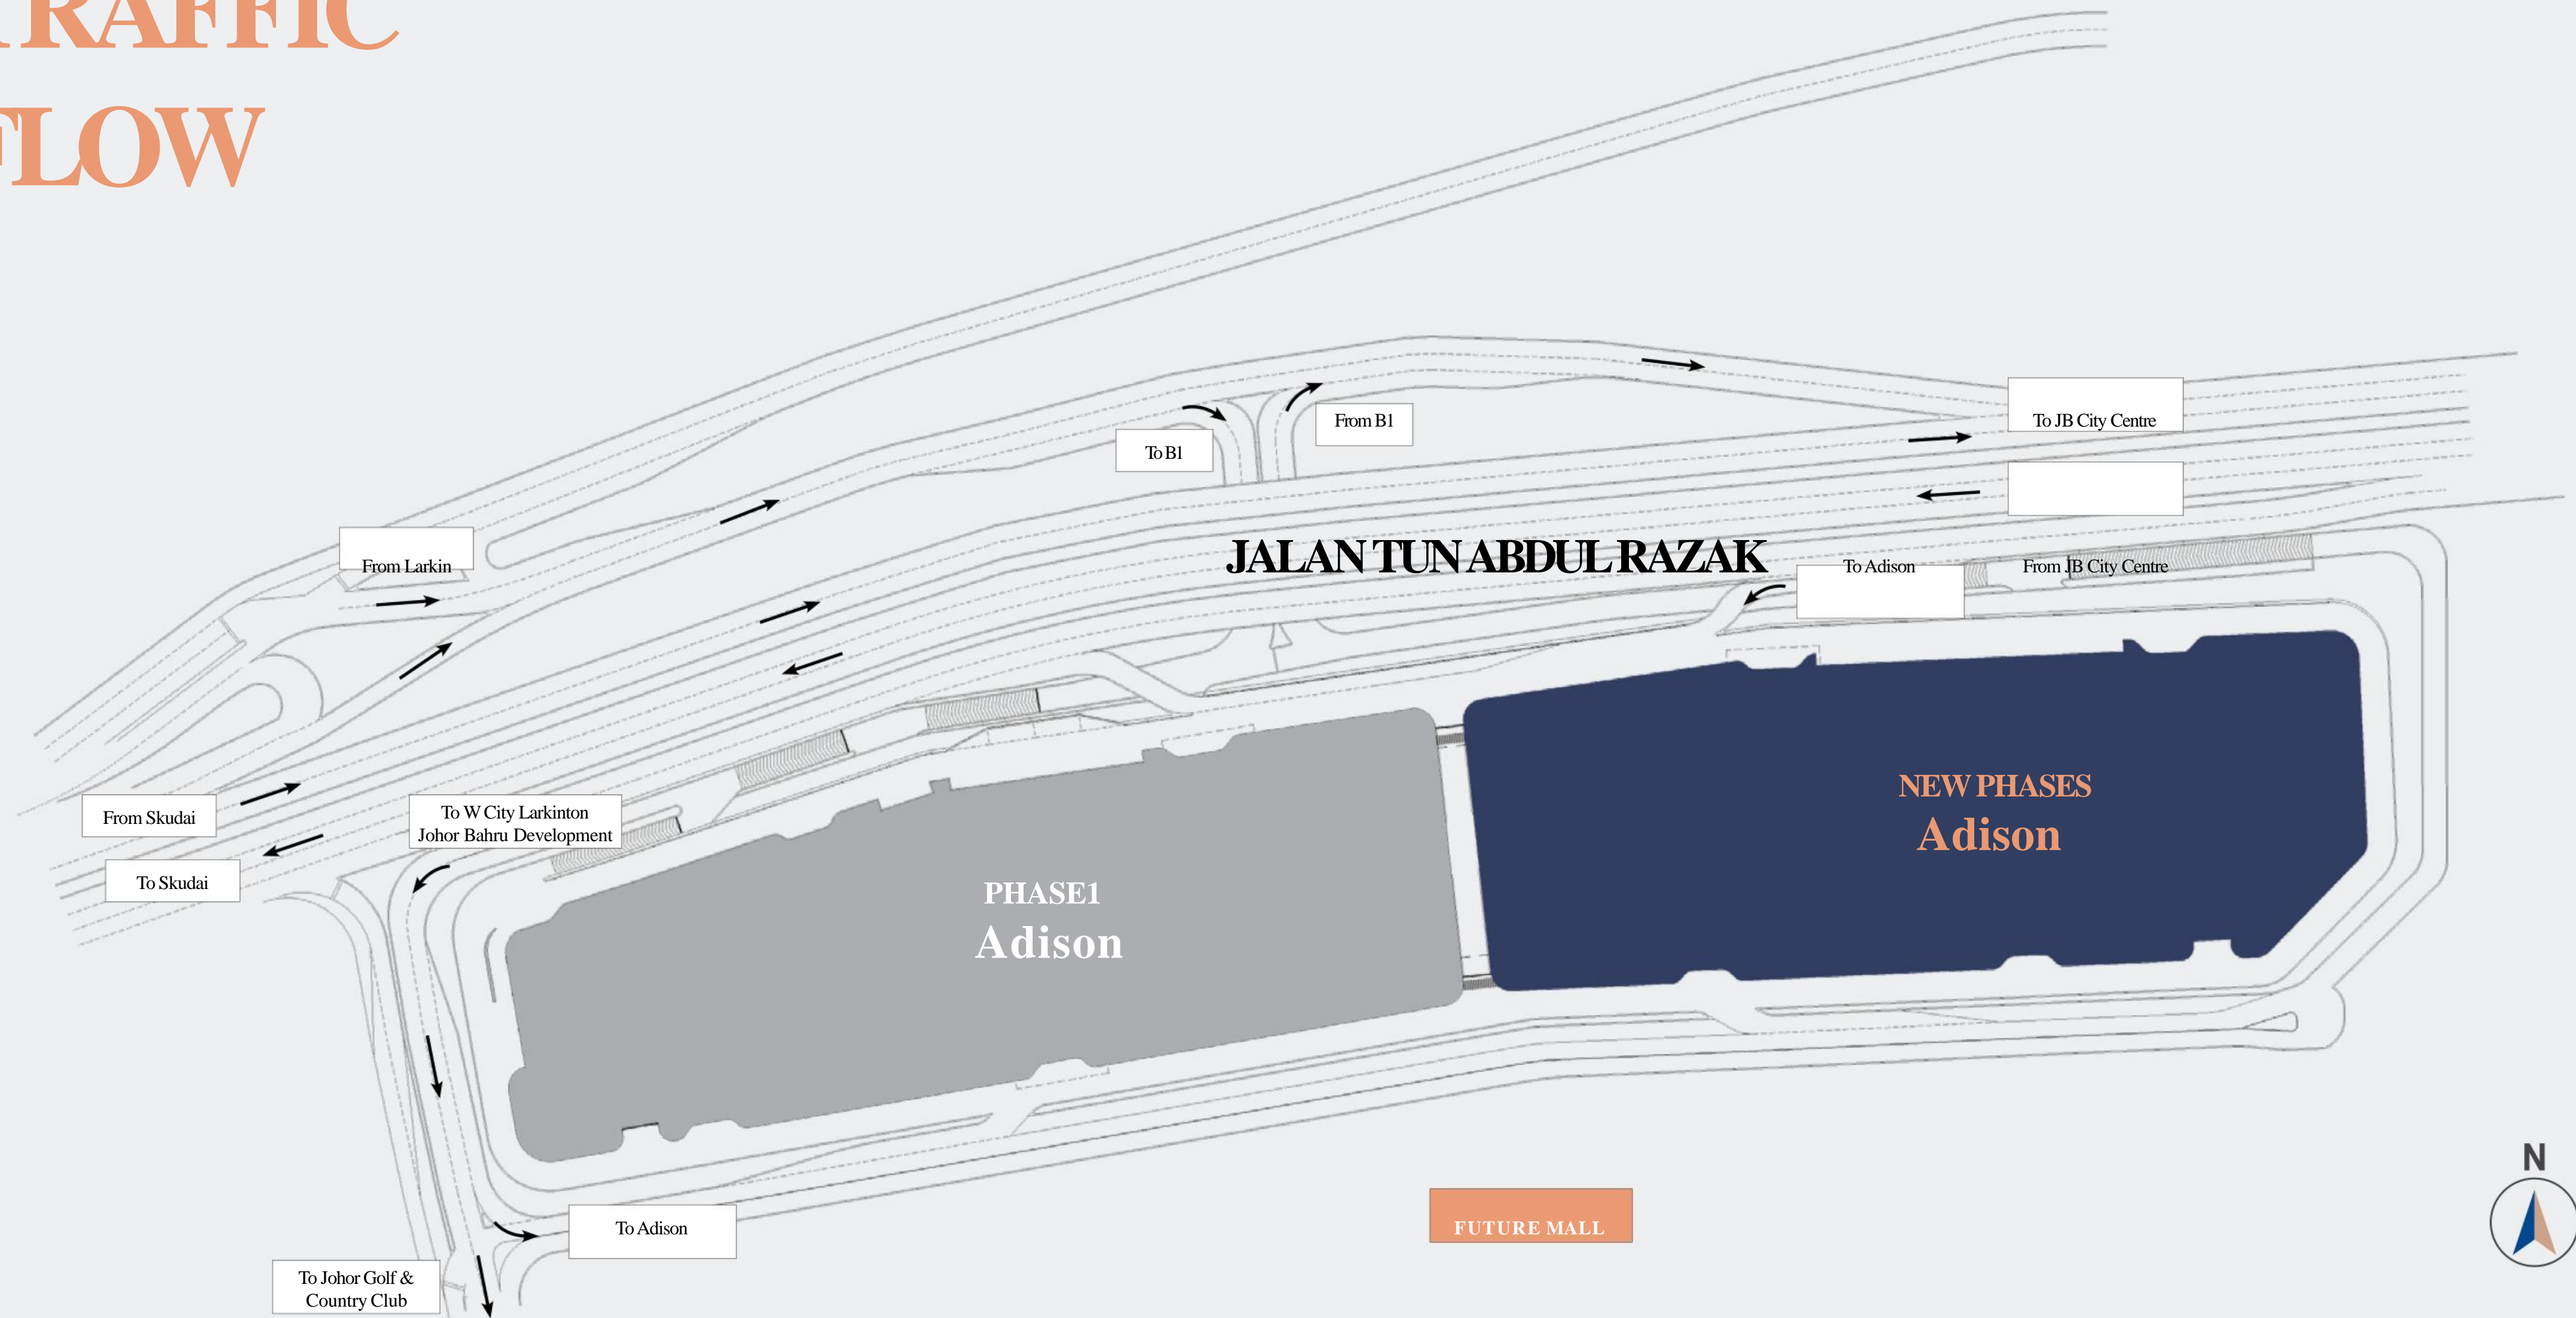 TRAFFIC
FLOW
From B1
To JB City Centre
To B1
From Larkin
JALAN TUN ABDUL RAZAK
To Adison
From JB City Centre
From Skudai
To W City Larkinton
Johor Bahru Development
To Skudai
NEW PHASES
Adison
PHASE1
Adison
N
To Adison
FUTURE MALL
To Johor Golf &
Country Club